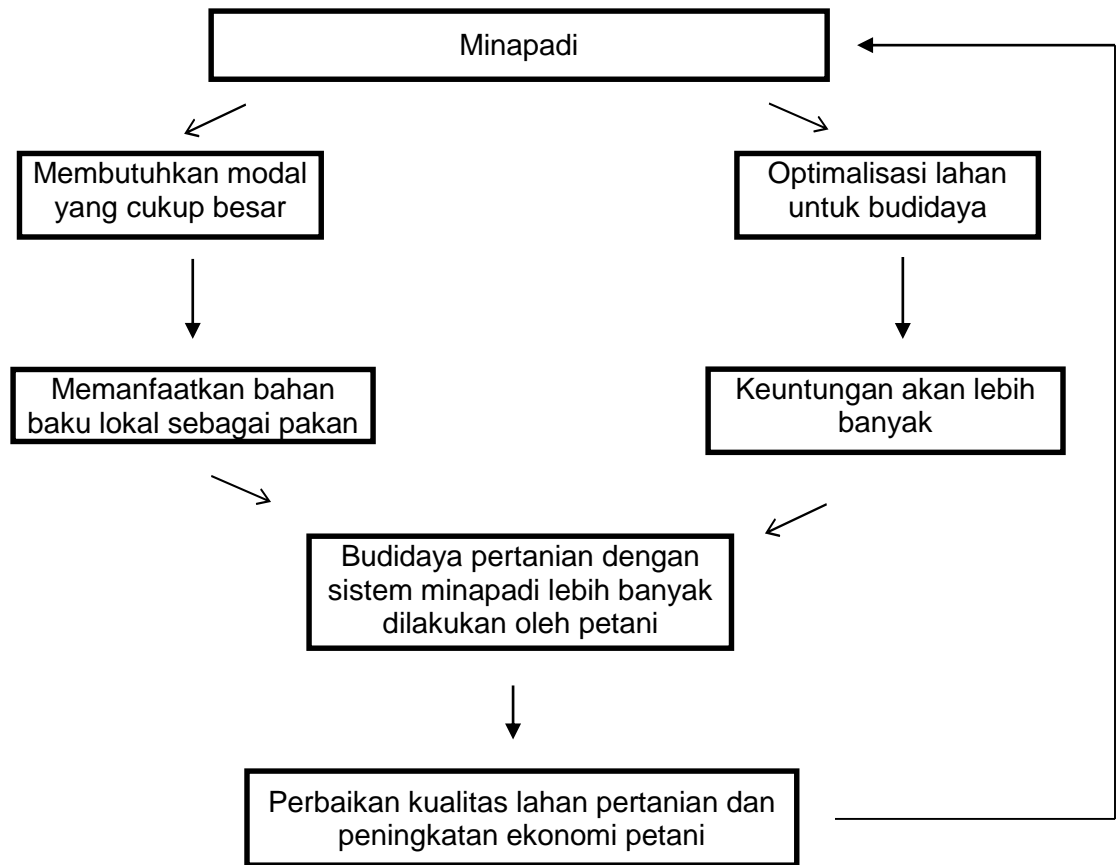 Minapadi
Membutuhkan modal
yang cukup besar
Optimalisasi lahan
untuk budidaya
Memanfaatkan bahan
baku lokal sebagai pakan
Keuntungan akan lebih
banyak
Budidaya pertanian dengan
sistem minapadi lebih banyak
dilakukan oleh petani
Perbaikan kualitas lahan pertanian dan
peningkatan ekonomi petani